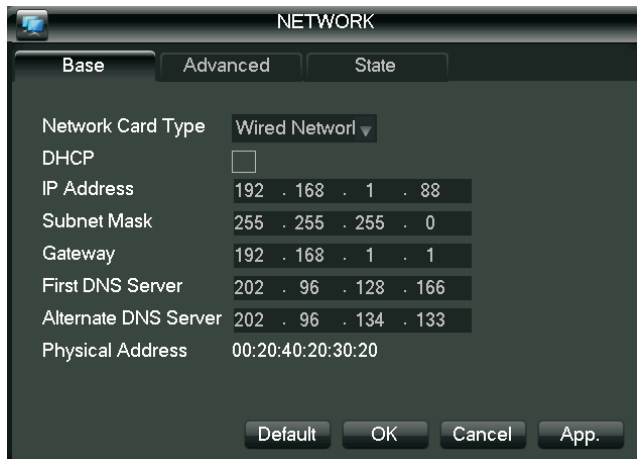 NETWORK
Base Advanced State
Network Card Type Wired Networl
DHCP
IP Address 192 . 168 . 1 . 88
Subnet Mask 255 . 255 . 255 . 0
Gateway 192 . 168 . 1 . 1
First DNS Server 202 . 96 . 128 . 166
Alternate DNS Server 202 . 96 . 134 . 133
Physical Address 00:20:40:20:30:20
Default OK Cancel App.